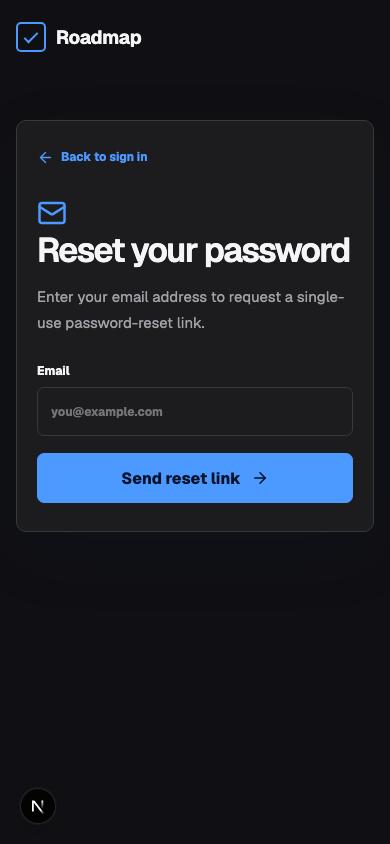 Roadmap
Back to sign in
Reset your password
Enter your email address to request a single-
use password-reset link.
Email
you@example.com
Send reset link
N